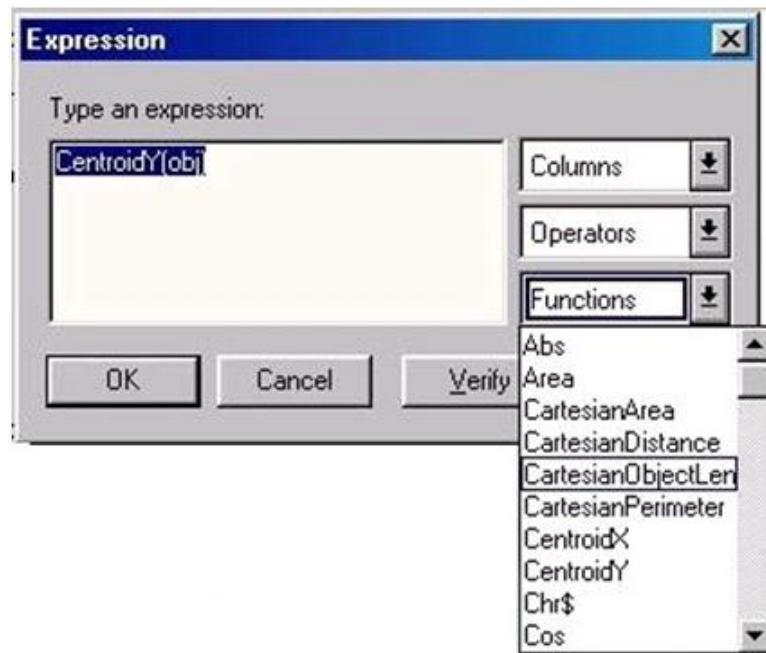 Expression
Type an expression:
CentroidY(obj)
Columns
Operators
Functions
OK
Cancel
Verify
Abs
Area
CartesianArea
CartesianDistance
CartesianObjectLen
CartesianPerimeter
CentroidX
CentroidY
Chr$
Cos